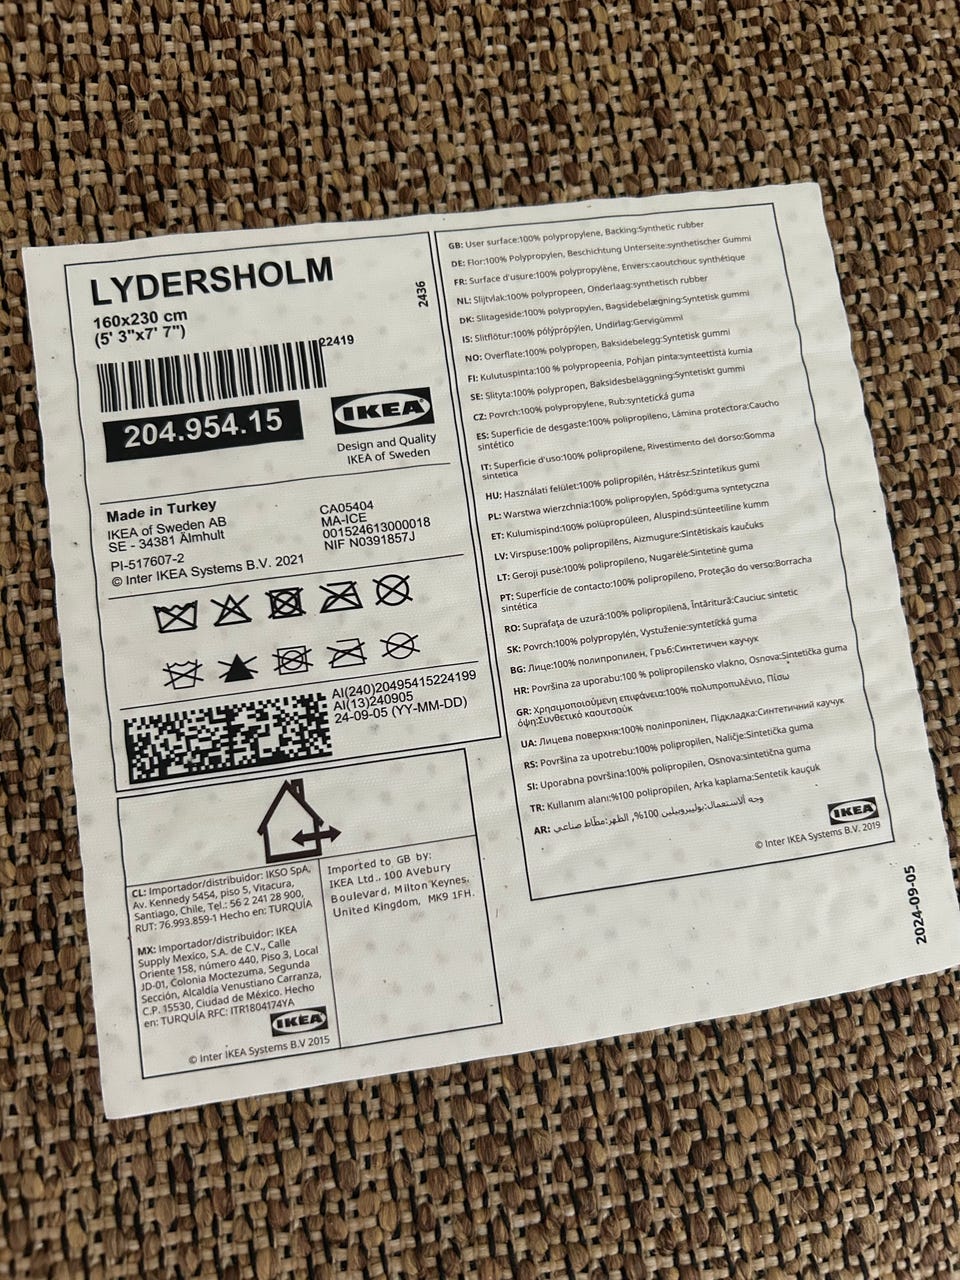 LYDERSHOLM
2436
160x230 cm
(5' 3"x7' 7")
22419
204.954.15
IKEA
Design and Quality
IKEA of Sweden
Made in Turkey
IKEA of Sweden AB
SE - 34381 Älmhult
PI-517607-2
© Inter IKEA Systems B.V. 2021
CA05404
MA-ICE
001524613000018
NIF N0391857J
AI(240)20495415224199
AI(13)240905
24-09-05 (YY-MM-DD)
CL: Importador/distribuidor: IKSO SpA,
Av. Kennedy 5454, piso 5, Vitacura,
Santiago, Chile, Tel.: 56 2 241 28 900,
RUT: 76.993.859-1 Hecho en: TURQUÍA
MX: Importador/distribuidor: IKEA
Supply Mexico, S.A. de C.V., Calle
Oriente 158, número 440, Piso 3, Local
JD-01, Colonia Moctezuma, Segunda
Sección, Alcaldía Venustiano Carranza,
C.P. 15530, Ciudad de México. Hecho
en: TURQUÍA RFC: ITR1804174YA
IKEA
© Inter IKEA Systems B.V 2015
Imported to GB by:
IKEA Ltd., 100 Avebury
BouleVard, Milton Keynes,
United Kingdom, MK9 1FH.
GB: User surface:100% polypropylene, Backing:Synthetic rubber
DE: Flor:100% Polypropylen, Beschichtung Unterseite:synthetischer Gummi
FR: Surface d'usure:100% polypropylène, Envers:caoutchouc synthétique
NL: Slijtvlak:100% polypropeen, Onderlaag:synthetisch rubber
DK: Slitageside:100% polypropylen, Bagsidebelægning:Syntetisk gummi
IS: Slitflötur:100% pólýprópýlen, Undirlag:Gervigúmmí
NO: Overflate:100% polypropen, Baksidebelegg:Syntetisk gummi
FI: Kulutuspinta:100 % polypropeenia, Pohjan pinta:synteettistä kumia
SE: Slityta:100% polypropen, Baksidesbeläggning:Syntetiskt gummi
CZ: Povrch:100% polypropylene, Rub:syntetická guma
ES: Superficie de desgaste:100% polipropileno, Lámina protectora:Caucho
sintético
IT: Superficie d'uso:100% polipropilene, Rivestimento del dorso:Gomma
sintetica
HU: Használati felület:100% polipropilén, Hátrész:Szintetikus gumi
PL: Warstwa wierzchnia:100% polipropylen, Spód:guma syntetyczna
ET: Kulumispind:100% polüpropüleen, Aluspind:sünteetiline kumm
LV: Virspuse:100% polipropilēns, Aizmugure:Sintētiskais kaučuks
LT: Geroji pusė:100% polipropileno, Nugarėlė:Sintetinė guma
PT: Superfície de contacto:100% polipropileno, Proteção do verso:Borracha
sintética
RO: Suprafaţa de uzură:100% polipropilenă, Întăritură:Cauciuc sintetic
SK: Povrch:100% polypropylén, Vystuženie:syntetická guma
BG: Лице:100% полипропилен, Гръб:Синтетичен каучук
HR: Površina za uporabu:100 % polipropilensko vlakno, Osnova:Sintetička guma
GR: Χρησιμοποιούμενη επιφάνεια:100% πολυπροπυλένιο, Πίσω
όψη:Συνθετικό καουτσούκ
UA: Лицева поверхня:100% поліпропілен, Підкладка:Синтетичний каучук
RS: Površina za upotrebu:100% polipropilen, Naličje:Sintetička guma
SI: Uporabna površina:100% polipropilen, Osnova:sintetična guma
TR: Kullanım alanı:%100 polipropilen, Arka kaplama:Sentetik kauçuk
AR: وجه الاستعمال:بوليبروبيلين 100%, الظهر:مطّاط صناعي
IKEA
© Inter IKEA Systems B.V. 2019
2024-09-05